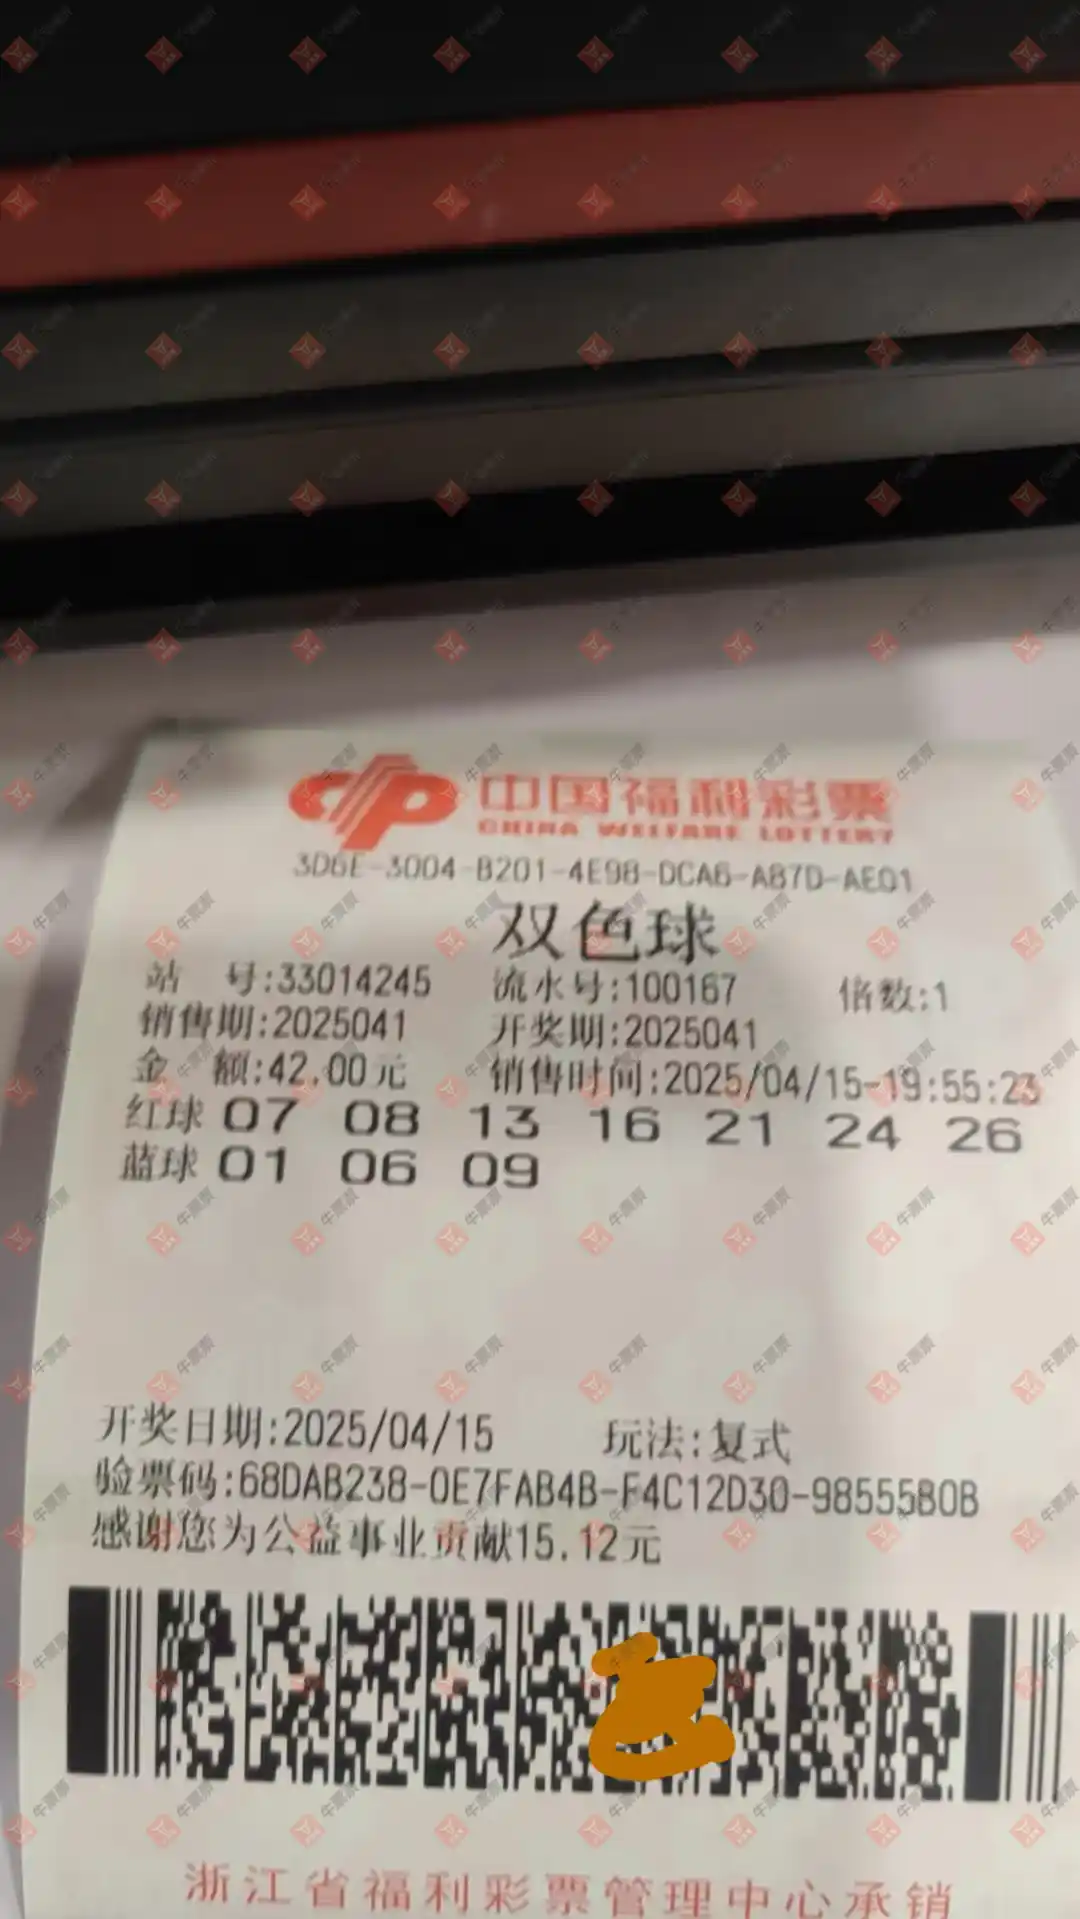 中国福利彩票
CHINA WELFARE LOTTERY
3D6E-3004-B201-4E98-DCA6-A87D-AE01
双色球
站 号:33014245 流水号:100167 倍数:1
销售期:2025041 开奖期:2025041
金 额:42.00元 销售时间:2025/04/15-19:55:23
红球 07 08 13 16 21 24 26
蓝球 01 06 09
开奖日期:2025/04/15 玩法:复式
验票码:68DAB238-0E7FAB4B-F4C12D30-98555B0B
感谢您为公益事业贡献15.12元
浙江省福利彩票管理中心承销